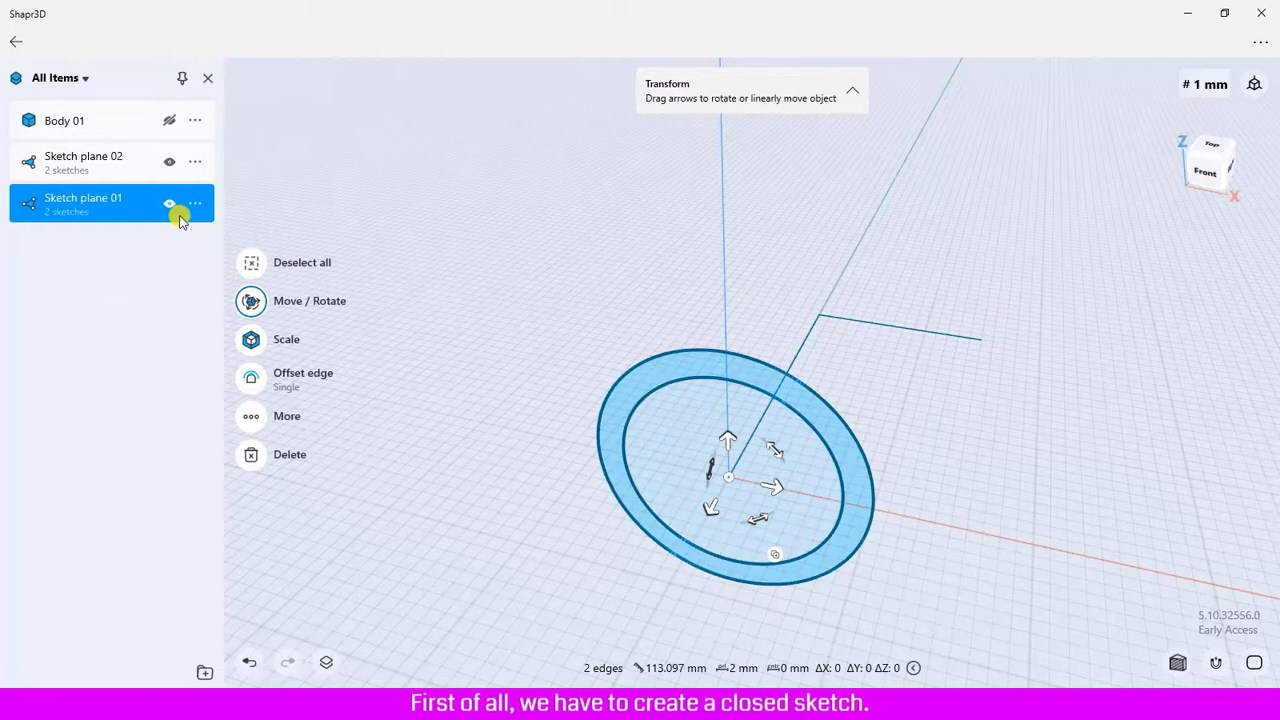 Shapr3D
All Items
Body 01
Sketch plane 02
2 sketches
Sketch plane 01
2 sketches
Transform
Drag arrows to rotate or linearly move object
# 1 mm
Z
Top
Front
X
Deselect all
Move / Rotate
Scale
Offset edge
Single
More
Delete
5.10.32556.0
Early Access
2 edges 113.097 mm 2 mm 0 mm ΔX: 0 ΔY: 0 ΔZ: 0
First of all, we have to create a closed sketch.